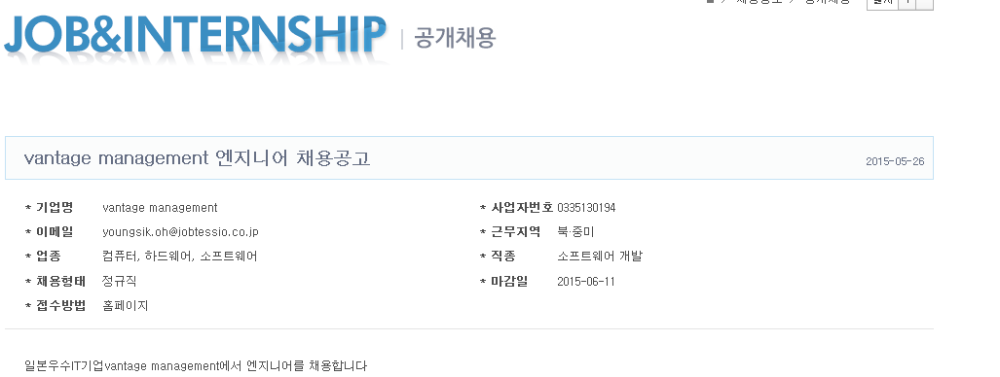 JOB&INTERNSHIP | 공개채용
vantage management 엔지니어 채용공고 2015-05-26
* 기업명 vantage management * 사업자번호 0335130194
* 이메일 youngsik.oh@jobtessio.co.jp * 근무지역 북·중미
* 업종 컴퓨터, 하드웨어, 소프트웨어 * 직종 소프트웨어 개발
* 채용형태 정규직 * 마감일 2015-06-11
* 접수방법 홈페이지
일본우수IT기업vantage management에서 엔지니어를 채용합니다